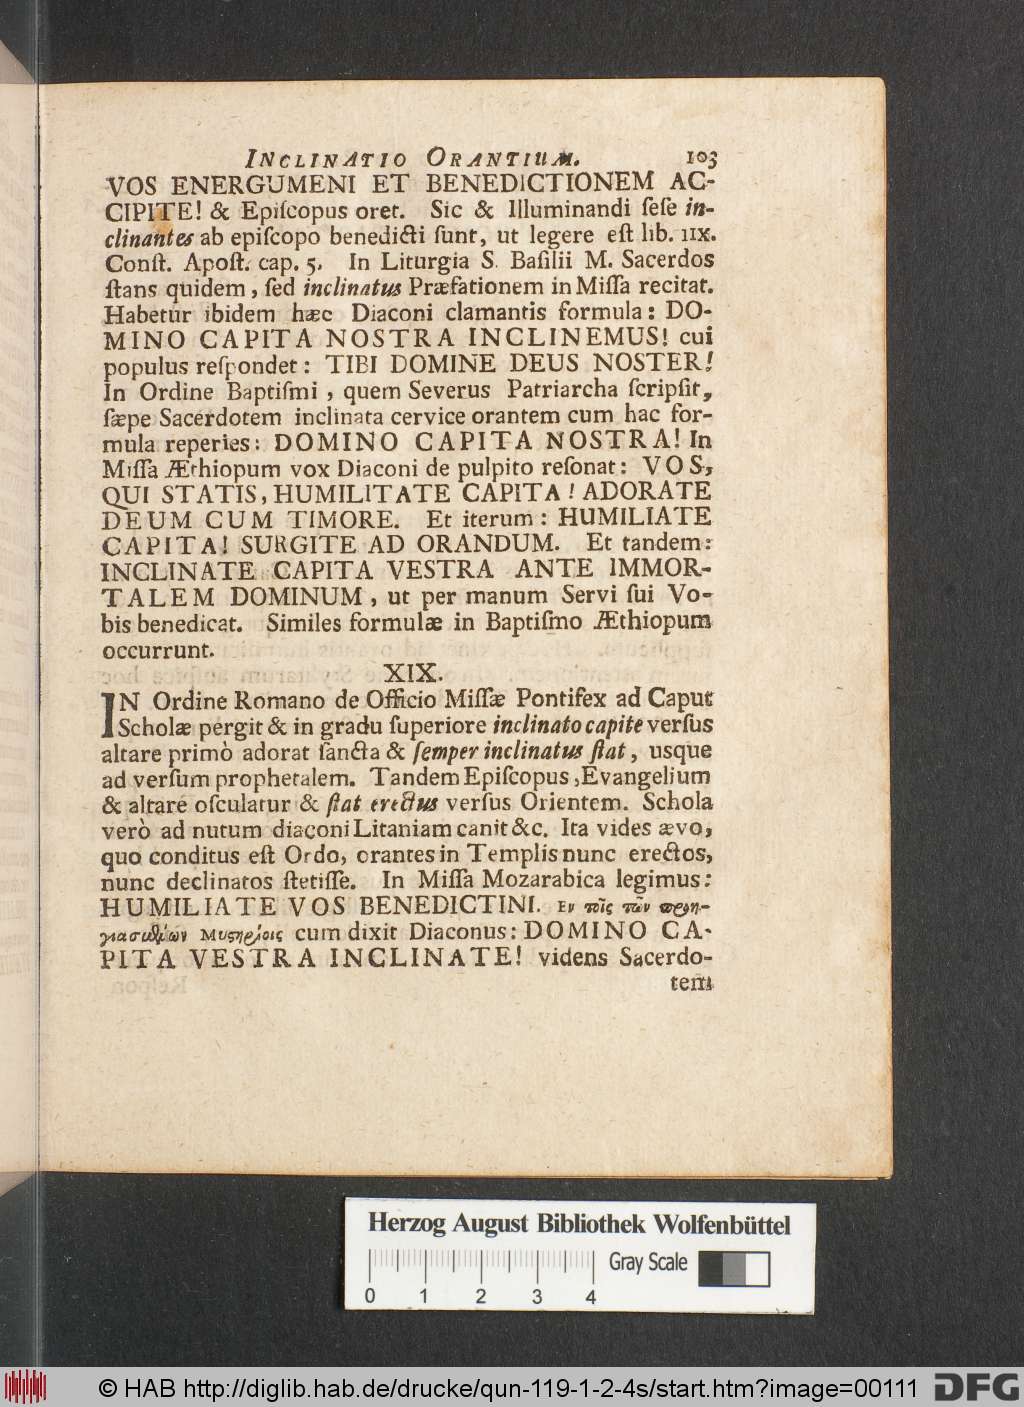 INCLINATIO ORANTIUM. 103
VOS ENERGUMENI ET BENEDICTIONEM AC-
CIPITE! & Epiſcopus oret. Sic & Illuminandi ſeſe in-
clinantes ab epiſcopo benedicti ſunt, ut legere eſt lib. IIX.
Conſt. Apoſt. cap. 5. In Liturgia S. Baſilii M. Sacerdos
ſtans quidem, ſed inclinatus Præfationem in Miſſa recitat.
Habetur ibidem hæc Diaconi clamantis formula: DO-
MINO CAPITA NOSTRA INCLINEMUS! cui
populus reſpondet: TIBI DOMINE DEUS NOSTER!
In Ordine Baptiſmi, quem Severus Patriarcha ſcripſit,
ſæpe Sacerdotem inclinata cervice orantem cum hac for-
mula reperies: DOMINO CAPITA NOSTRA! In
Miſſa Æthiopum vox Diaconi de pulpito reſonat: VOS,
QUI STATIS, HUMILITATE CAPITA! ADORATE
DEUM CUM TIMORE. Et iterum: HUMILIATE
CAPITA! SURGITE AD ORANDUM. Et tandem:
INCLINATE CAPITA VESTRA ANTE IMMOR-
TALEM DOMINUM, ut per manum Servi ſui Vo-
bis benedicat. Similes formulæ in Baptiſmo Æthiopum
occurrunt.
XIX.
IN Ordine Romano de Officio Miſſæ Pontifex ad Caput
Scholæ pergit & in gradu ſuperiore inclinato capite verſus
altare primò adorat ſancta & ſemper inclinatus ſtat, usque
ad verſum prophetalem. Tandem Epiſcopus, Evangelium
& altare oſculatur & ſtat erectus verſus Orientem. Schola
verò ad nutum diaconi Litaniam canit &c. Ita vides ævo,
quo conditus eſt Ordo, orantes in Templis nunc erectos,
nunc declinatos ſtetiſſe. In Miſſa Mozarabica legimus:
HUMILIATE VOS BENEDICTINI. Εν τοῖς τῶν
Μυστηρίοις cum dixit Diaconus: DOMINO CA-
PITA VESTRA INCLINATE! videns Sacerdo-
tem
Herzog August Bibliothek Wolfenbüttel
Gray Scale
0 1 2 3 4
© HAB http://diglib.hab.de/drucke/qun-119-1-2-4s/start.htm?image=00111 DFG